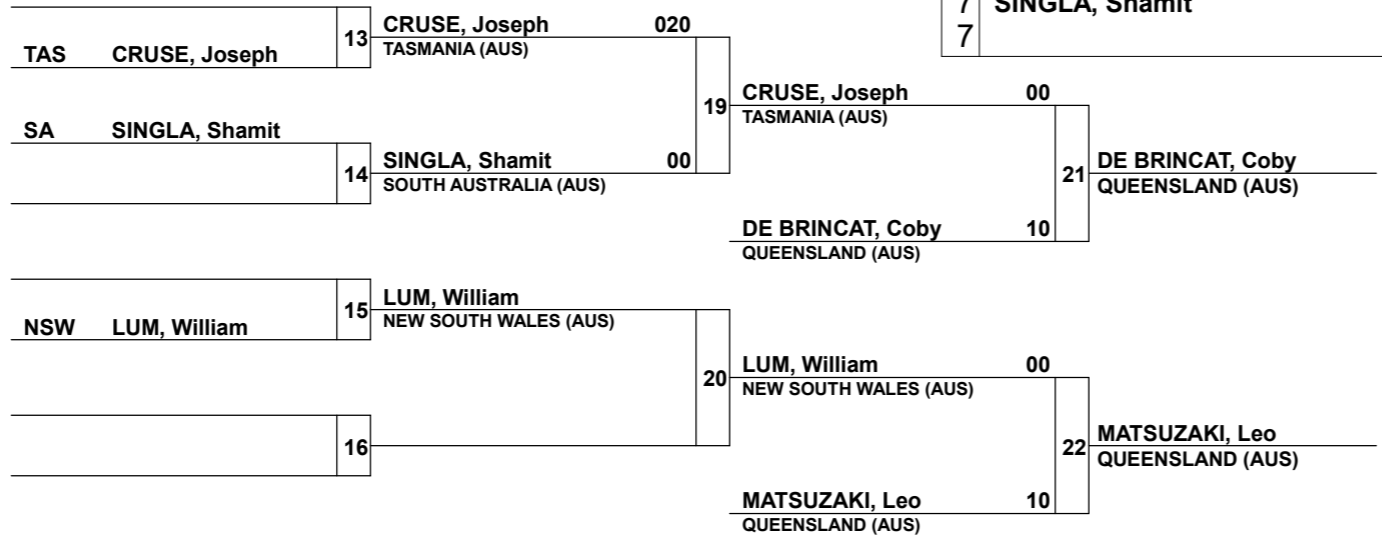 7 SINGLA, Shamit
7
13 CRUSE, Joseph 020
TASMANIA (AUS)
TAS CRUSE, Joseph
19 CRUSE, Joseph 00
TASMANIA (AUS)
SA SINGLA, Shamit
14 SINGLA, Shamit 00
SOUTH AUSTRALIA (AUS)
21 DE BRINCAT, Coby
QUEENSLAND (AUS)
DE BRINCAT, Coby 10
QUEENSLAND (AUS)
15 LUM, William
NEW SOUTH WALES (AUS)
NSW LUM, William
20 LUM, William 00
NEW SOUTH WALES (AUS)
16
22 MATSUZAKI, Leo
QUEENSLAND (AUS)
MATSUZAKI, Leo 10
QUEENSLAND (AUS)